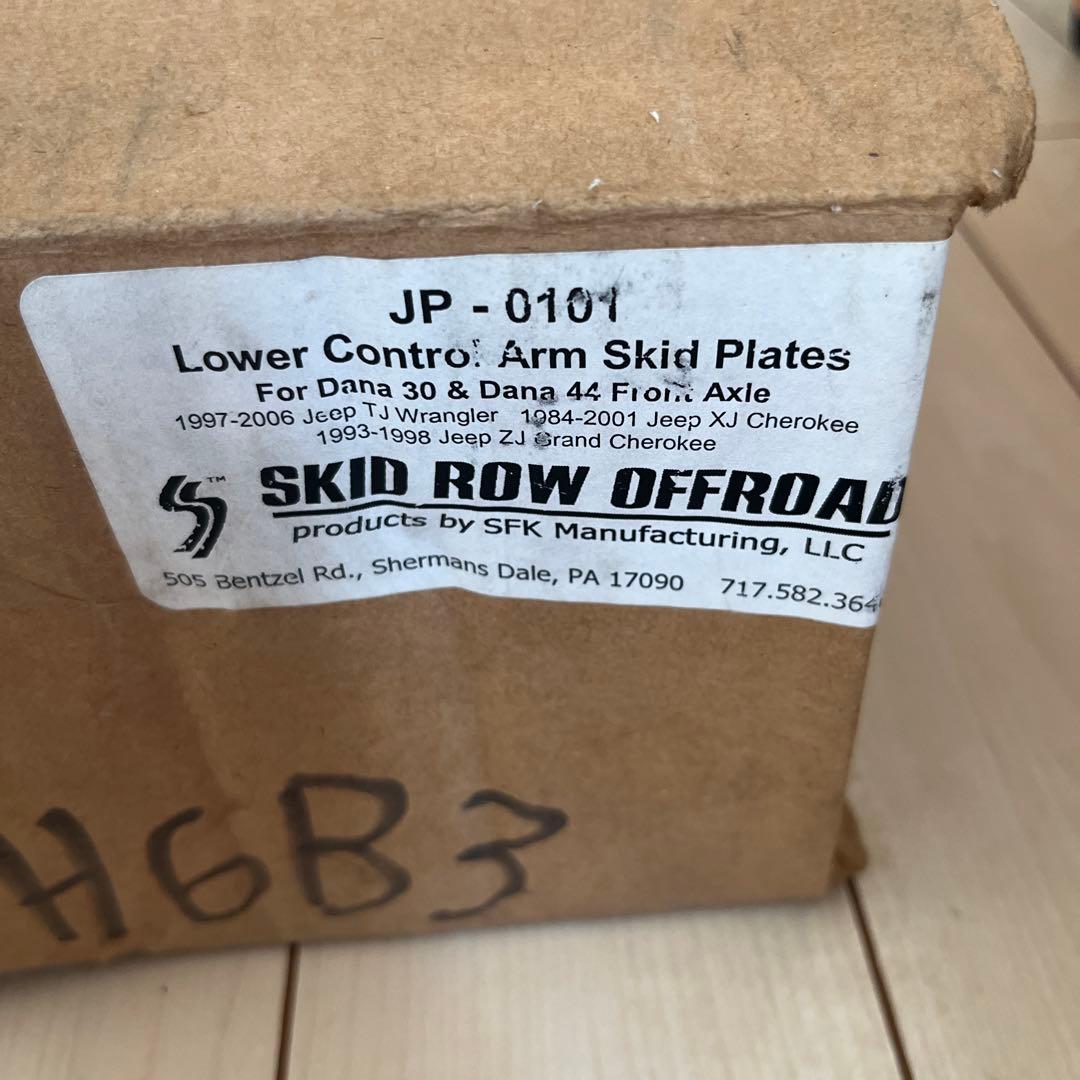 JP - 0101
Lower Control Arm Skid Plates
For Dana 30 & Dana 44 Front Axle
1997-2006 Jeep TJ Wrangler 1984-2001 Jeep XJ Cherokee
1993-1998 Jeep ZJ Grand Cherokee
SKID ROW OFFROAD
TM
products by SFK Manufacturing, LLC
505 Bentzel Rd., Shermans Dale, PA 17090
HGB3